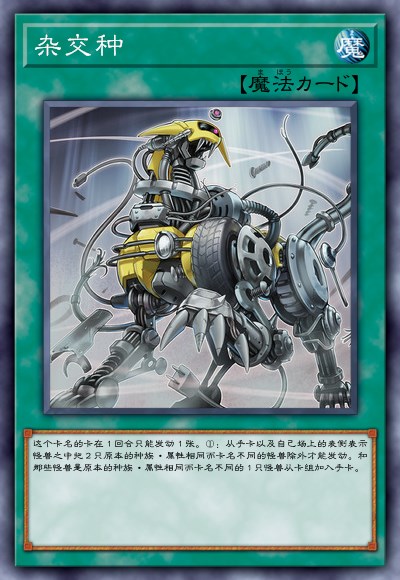 杂交种
魔
【魔法カード】
这个卡名的卡在1回合只能发动1张。①：从手卡以及自己场上的表侧表示
怪兽之中把2只原本的种族·属性相同而卡名不同的怪兽除外才能发动。和
那些怪兽是原本的种族·属性相同而卡名不同的1只怪兽从卡组加入手卡。